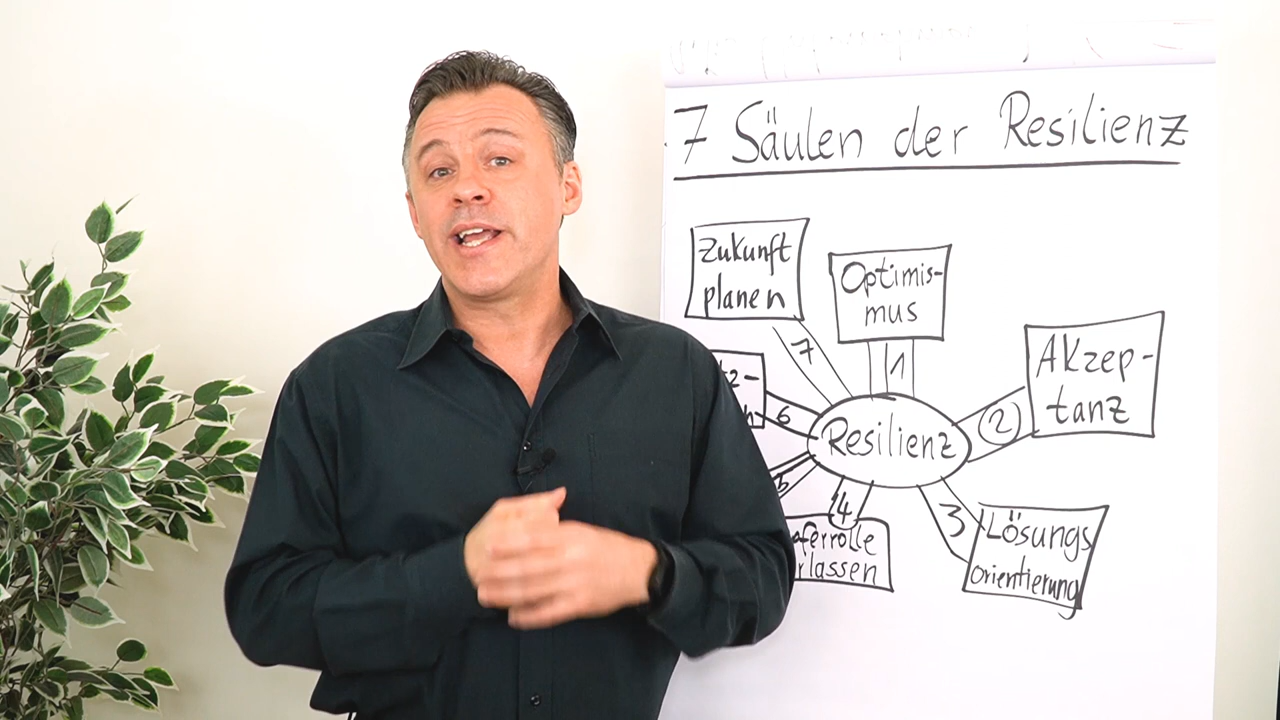 7 Säulen der Resilienz
Zukunft
planen
Optimis-
mus
Akzep-
tanz
7
1
2
6
Resilienz
5
4
3
Lösungs
orientierung